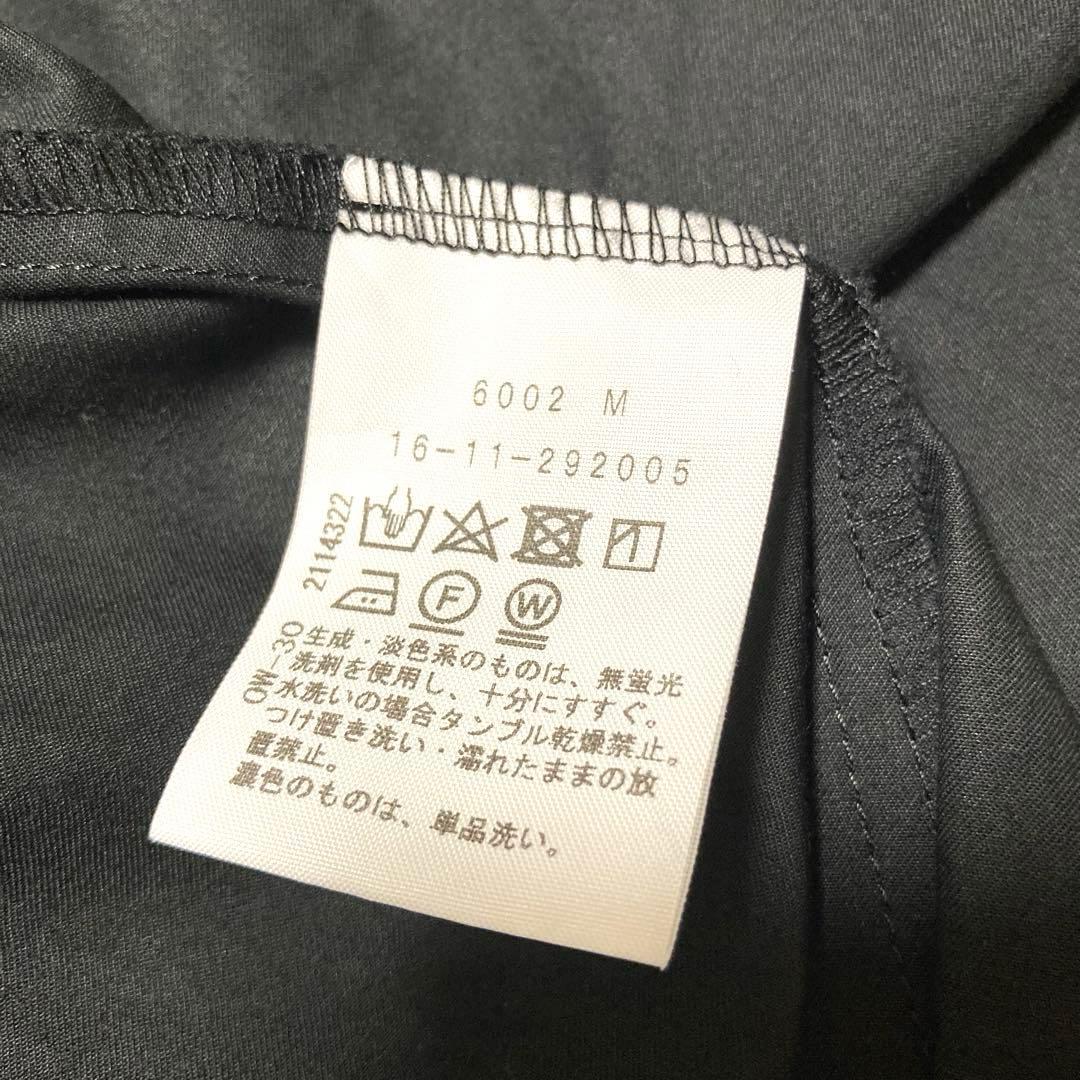 6002 M
16-11-292005
2114322
F W
OW-30
生成・淡色系のものは、無蛍光
洗剤を使用し、十分にすすぐ。
水洗いの場合タンブル乾燥禁止。
つけ置き洗い・濡れたままの放
置禁止。
濃色のものは、単品洗い。